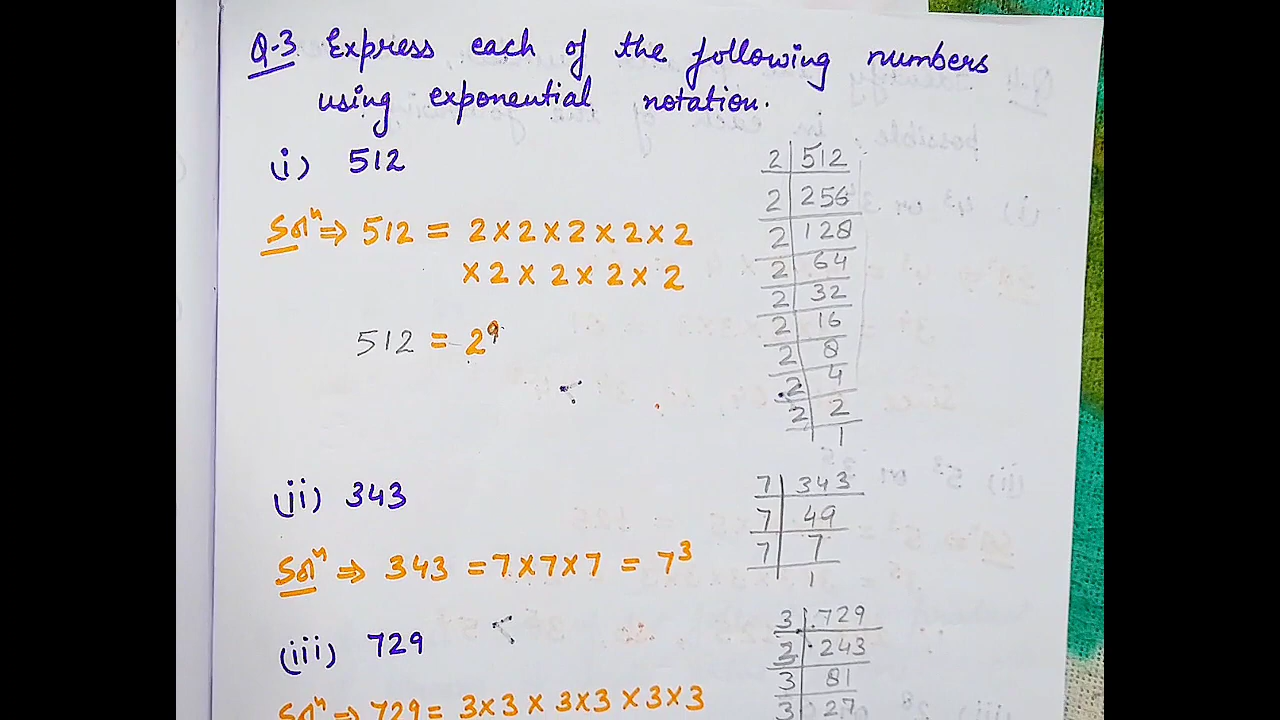 Q.3 Express each of the following numbers
using exponential notation.
(i) 512
Solⁿ ⇒ 512 = 2×2×2×2×2
×2×2×2×2
512 = 2⁹
2 | 512
2 | 256
2 | 128
2 | 64
2 | 32
2 | 16
2 | 8
2 | 4
2 | 2
1
(ii) 343
Solⁿ ⇒ 343 = 7×7×7 = 7³
7 | 343
7 | 49
7 | 7
1
(iii) 729
Solⁿ ⇒ 729 = 3×3×3×3×3×3
3 | 729
3 | 243
3 | 81
3 | 27